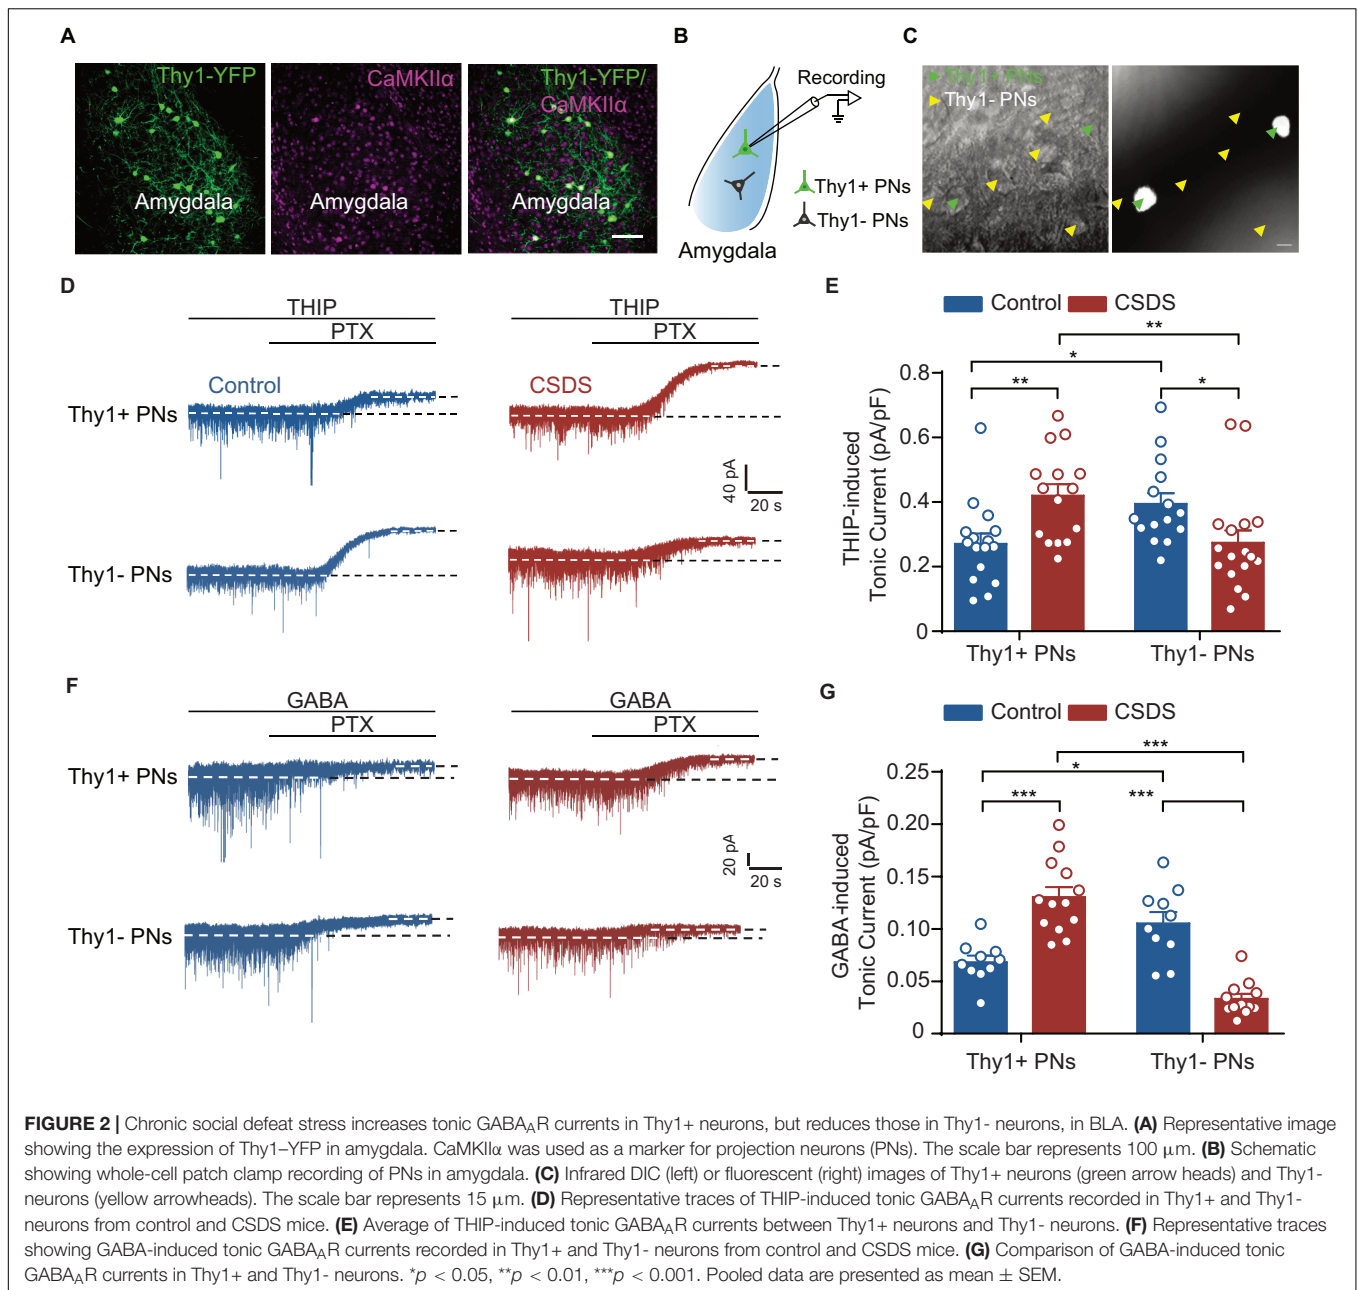 A
Thy1-YFP
CaMKIIα
Thy1-YFP/
CaMKIIα
Amygdala
Amygdala
Amygdala
B
Recording
Thy1+ PNs
Thy1- PNs
Amygdala
C
Thy1+ PNs
Thy1- PNs
D
THIP
PTX
THIP
PTX
Control
CSDS
Thy1+ PNs
Thy1- PNs
40 pA
20 s
E
Control
CSDS
**
*
**
*
THIP-induced
Tonic Current (pA/pF)
0.8
0.6
0.4
0.2
0
Thy1+ PNs
Thy1- PNs
F
GABA
PTX
GABA
PTX
Thy1+ PNs
Thy1- PNs
20 pA
20 s
G
Control
CSDS
***
*
***
***
GABA-induced
Tonic Current (pA/pF)
0.25
0.20
0.15
0.10
0.05
0
Thy1+ PNs
Thy1- PNs
FIGURE 2 | Chronic social defeat stress increases tonic GABAAR currents in Thy1+ neurons, but reduces those in Thy1- neurons, in BLA. (A) Representative image
showing the expression of Thy1–YFP in amygdala. CaMKIIα was used as a marker for projection neurons (PNs). The scale bar represents 100 μm. (B) Schematic
showing whole-cell patch clamp recording of PNs in amygdala. (C) Infrared DIC (left) or fluorescent (right) images of Thy1+ neurons (green arrow heads) and Thy1-
neurons (yellow arrowheads). The scale bar represents 15 μm. (D) Representative traces of THIP-induced tonic GABAAR currents recorded in Thy1+ and Thy1-
neurons from control and CSDS mice. (E) Average of THIP-induced tonic GABAAR currents between Thy1+ neurons and Thy1- neurons. (F) Representative traces
showing GABA-induced tonic GABAAR currents recorded in Thy1+ and Thy1- neurons from control and CSDS mice. (G) Comparison of GABA-induced tonic
GABAAR currents in Thy1+ and Thy1- neurons. *p < 0.05, **p < 0.01, ***p < 0.001. Pooled data are presented as mean ± SEM.